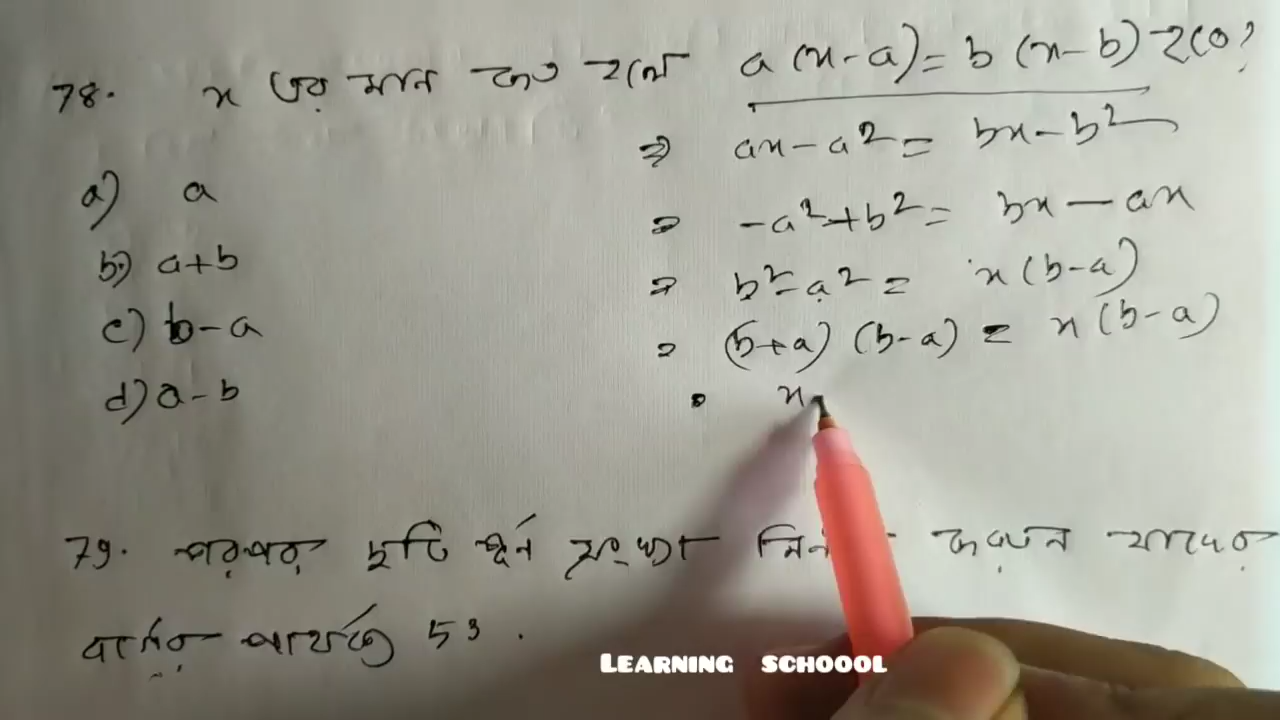 78. x এর মান কত হলে a(x-a)=b(x-b) হবে?
⇒ ax-a²= bx-b²
a) a
⇒ -a²+b²= bx-ax
b) a+b
⇒ b²-a²= x(b-a)
c) b-a
⇒ (b+a)(b-a)= x(b-a)
d) a-b
x
79. পরপর দুটি পূর্ন সংখ্যা নির্ণয় করুন যাদের
বর্গের পার্থক্য 53.
LEARNING SCHOOOL